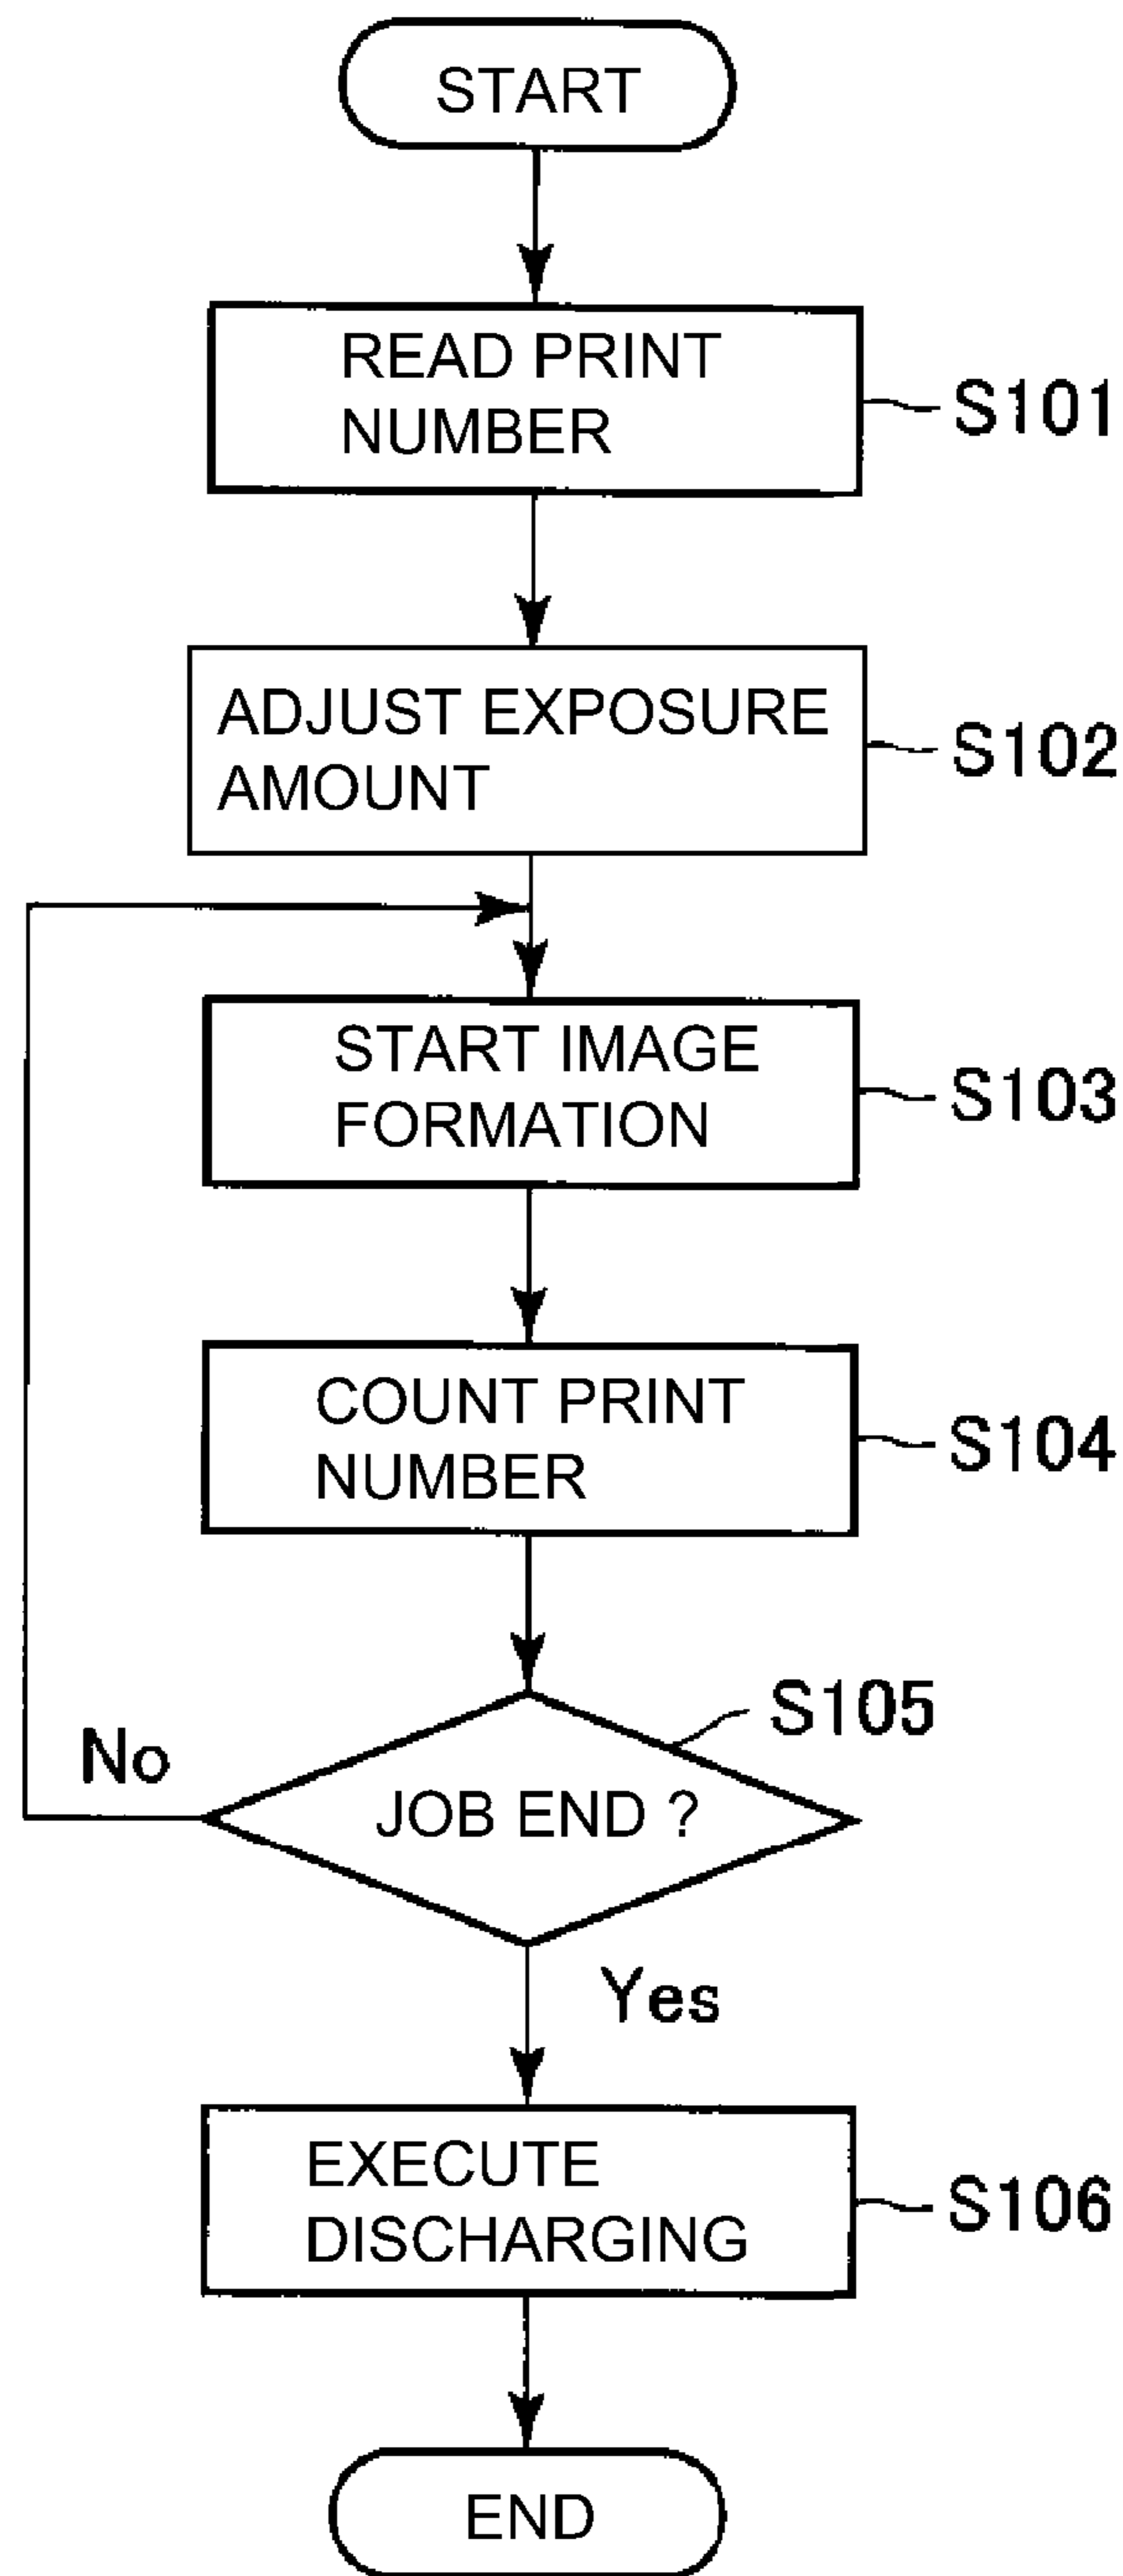 START
READ PRINT
NUMBER
S101
ADJUST EXPOSURE
AMOUNT
S102
START IMAGE
FORMATION
S103
COUNT PRINT
NUMBER
S104
S105
No
JOB END ?
Yes
EXECUTE
DISCHARGING
S106
END